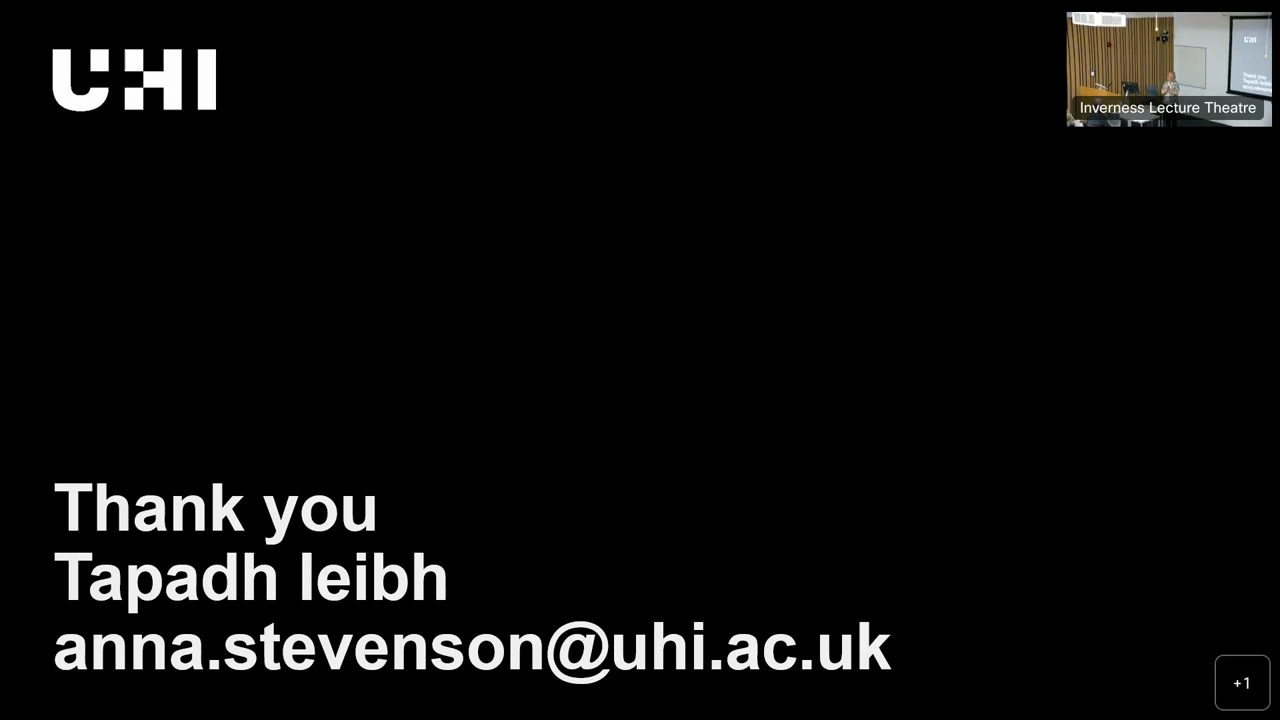 UHI
Inverness Lecture Theatre
Thank you
Tapadh leibh
anna.stevenson@uhi.ac.uk
+1